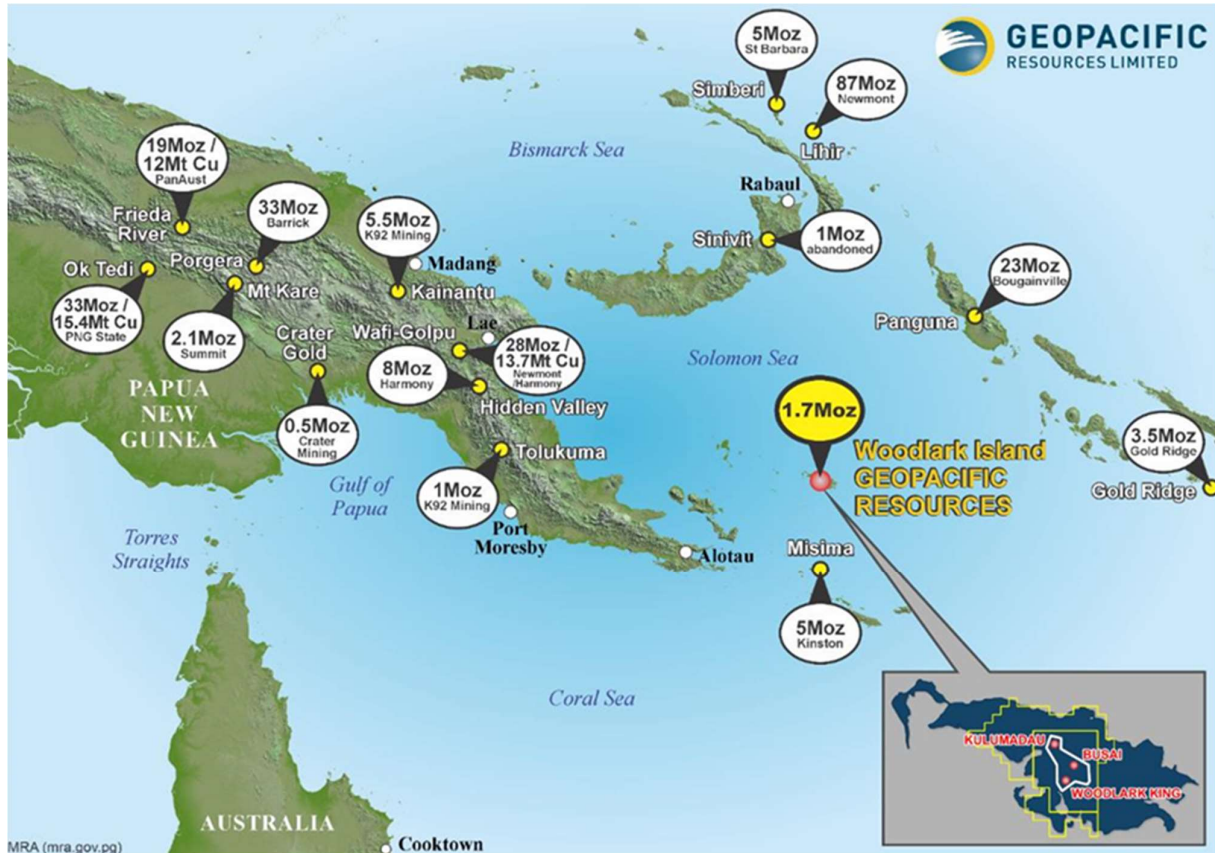 GEOPACIFIC
RESOURCES LIMITED
5Moz
St Barbara
Simberi
87Moz
Newmont
Lihir
Bismarck Sea
19Moz /
12Mt Cu
PanAust
Frieda
River
33Moz
Barrick
Porgera
5.5Moz
K92 Mining
Rabaul
Sinivit
1Moz
abandoned
Ok Tedi
Mt Kare
Madang
Kainantu
23Moz
Bougainville
Panguna
33Moz /
15.4Mt Cu
PNG State
2.1Moz
Summit
Crater
Gold
Wafi-Golpu
Lae
28Moz /
13.7Mt Cu
Newmont
/Harmony
8Moz
Harmony
Hidden Valley
Solomon Sea
PAPUA
NEW
GUINEA
0.5Moz
Crater
Mining
1.7Moz
Woodlark Island
GEOPACIFIC
RESOURCES
3.5Moz
Gold Ridge
Gold Ridge
Tolukuma
1Moz
K92 Mining
Gulf of
Papua
Port
Moresby
Alotau
Torres
Straights
Misima
5Moz
Kinston
Coral Sea
KULUMADAU
BUSAI
WOODLARK KING
AUSTRALIA
Cooktown
MRA (mra.gov.pg)